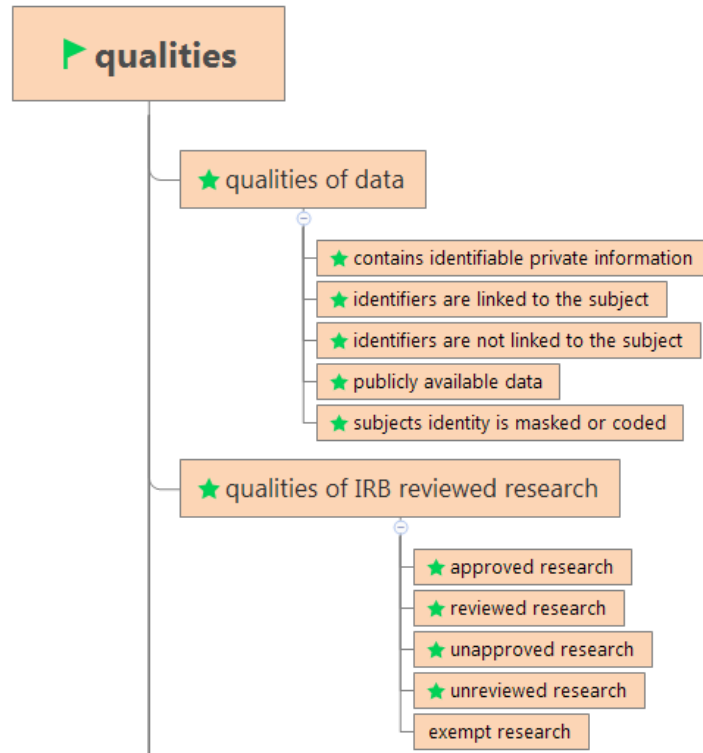 qualities
qualities of data
contains identifiable private information
identifiers are linked to the subject
identifiers are not linked to the subject
publicly available data
subjects identity is masked or coded
qualities of IRB reviewed research
approved research
reviewed research
unapproved research
unreviewed research
exempt research